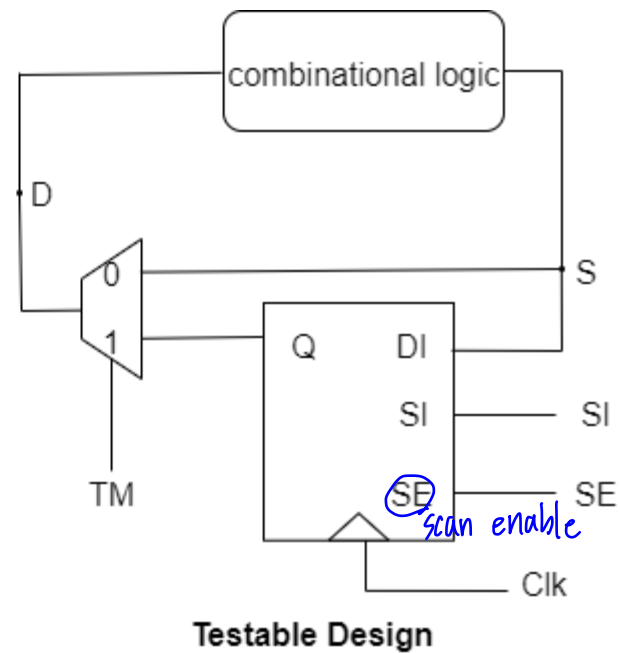 combinational logic
D
0
S
1
Q
DI
SI
SI
TM
SE
SE
scan enable
Clk
Testable Design